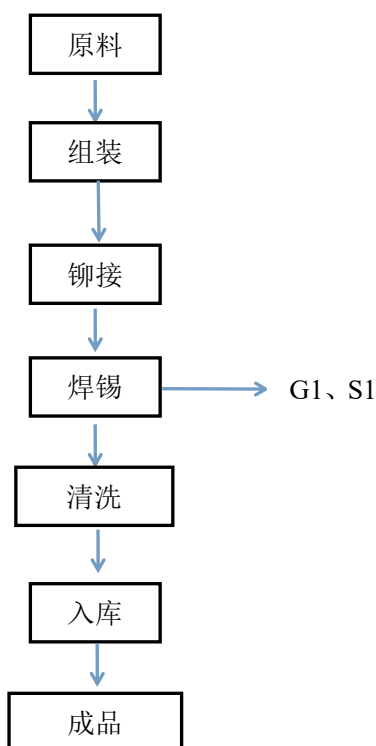 原料
组装
铆接
焊锡
G1、S1
清洗
入库
成品